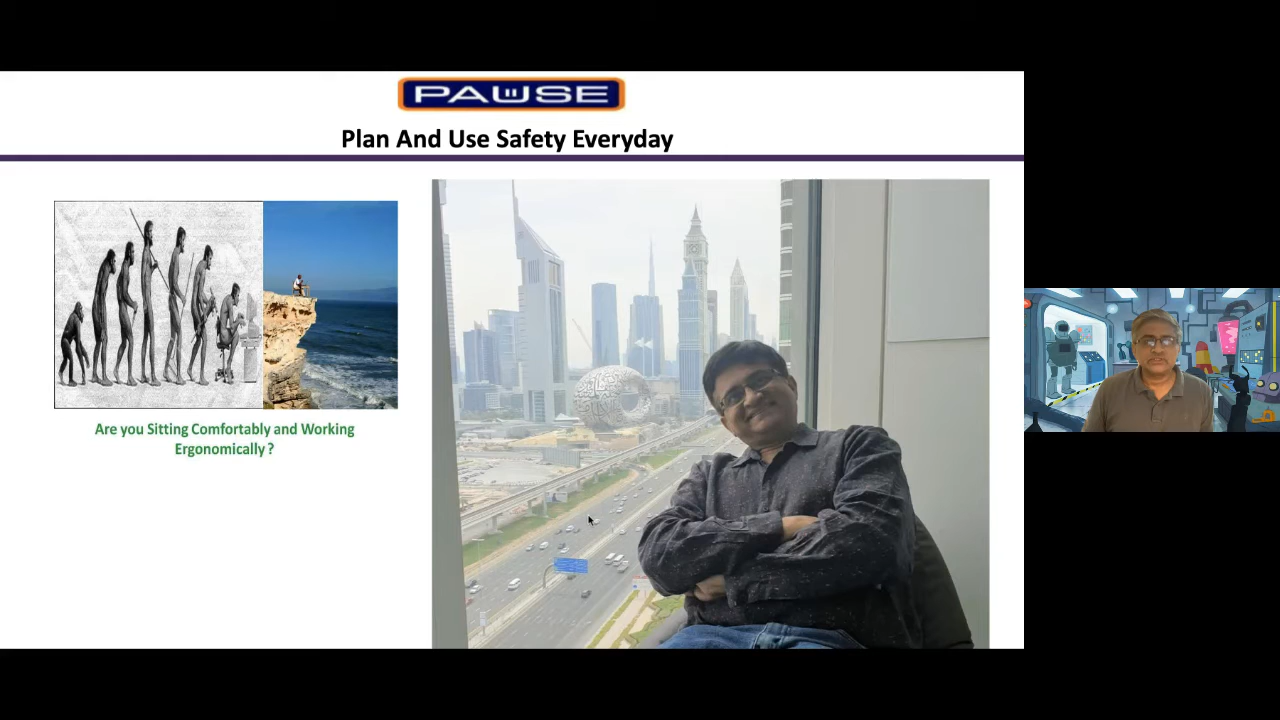 PAUSE
Plan And Use Safety Everyday
Are you Sitting Comfortably and Working
Ergonomically ?